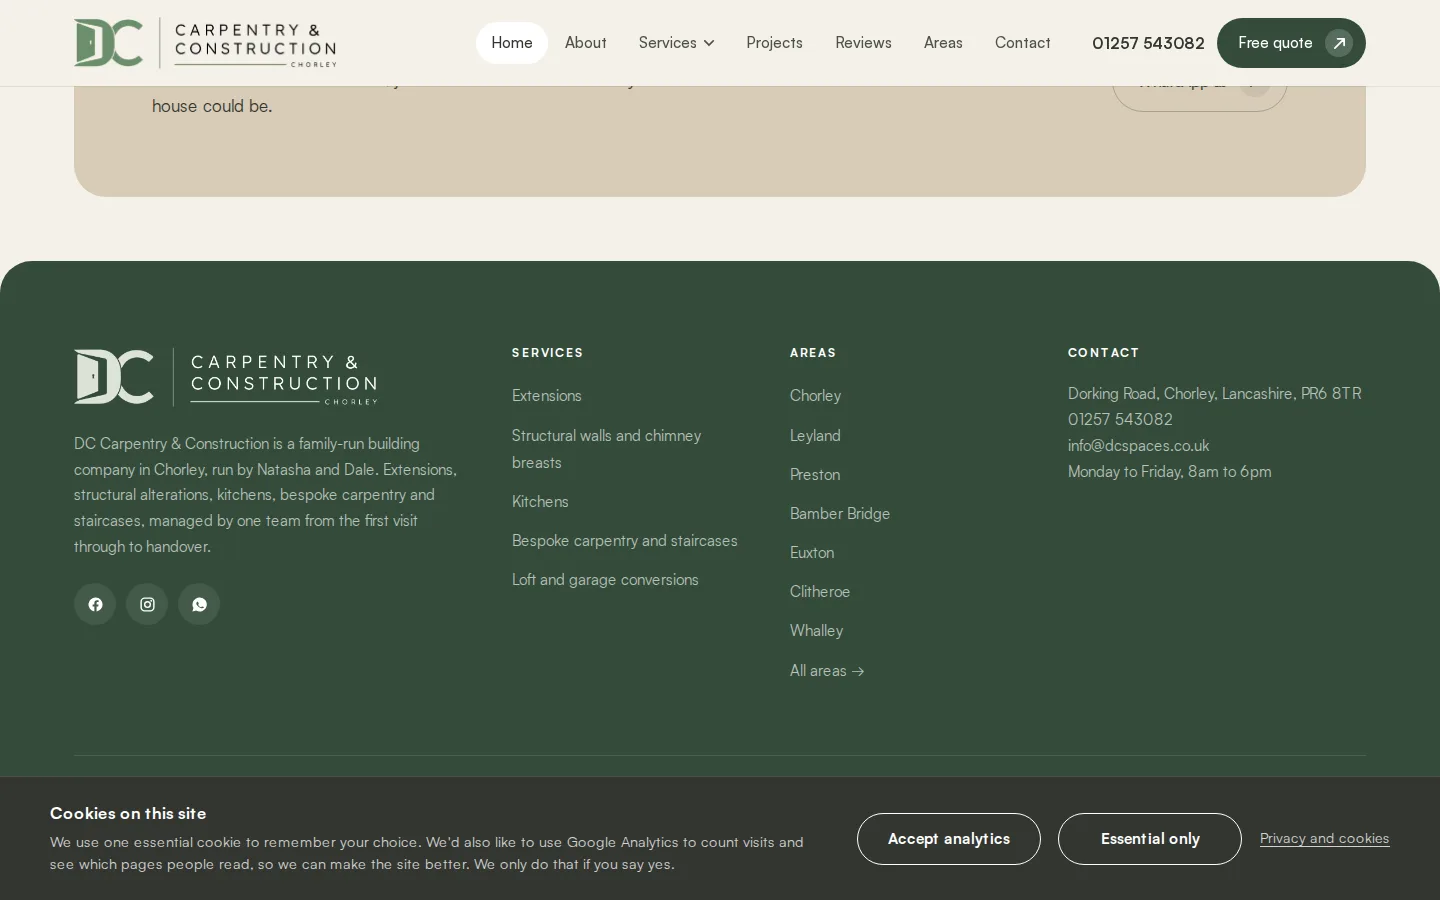 DC
CARPENTRY &
CONSTRUCTION
CHORLEY
Home
About
Services
Projects
Reviews
Areas
Contact
01257 543082
Free quote
house could be.
DC
CARPENTRY &
CONSTRUCTION
CHORLEY
DC Carpentry & Construction is a family-run building
company in Chorley, run by Natasha and Dale. Extensions,
structural alterations, kitchens, bespoke carpentry and
staircases, managed by one team from the first visit
through to handover.
SERVICES
Extensions
Structural walls and chimney
breasts
Kitchens
Bespoke carpentry and staircases
Loft and garage conversions
AREAS
Chorley
Leyland
Preston
Bamber Bridge
Euxton
Clitheroe
Whalley
All areas →
CONTACT
Dorking Road, Chorley, Lancashire, PR6 8TR
01257 543082
info@dcspaces.co.uk
Monday to Friday, 8am to 6pm
Cookies on this site
We use one essential cookie to remember your choice. We'd also like to use Google Analytics to count visits and
see which pages people read, so we can make the site better. We only do that if you say yes.
Accept analytics
Essential only
Privacy and cookies